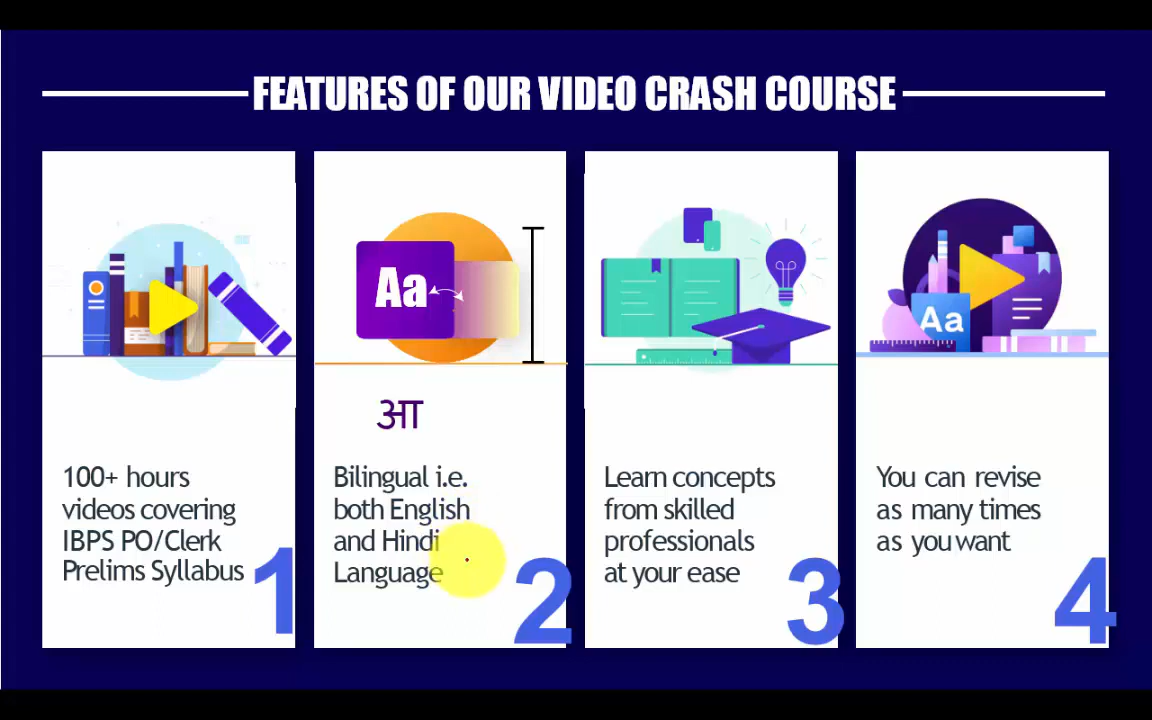 FEATURES OF OUR VIDEO CRASH COURSE
Aa
आ
Aa
100+ hours
videos covering
IBPS PO/Clerk
Prelims Syllabus
1
Bilingual i.e.
both English
and Hindi
Language
2
Learn concepts
from skilled
professionals
at your ease
3
You can revise
as many times
as you want
4